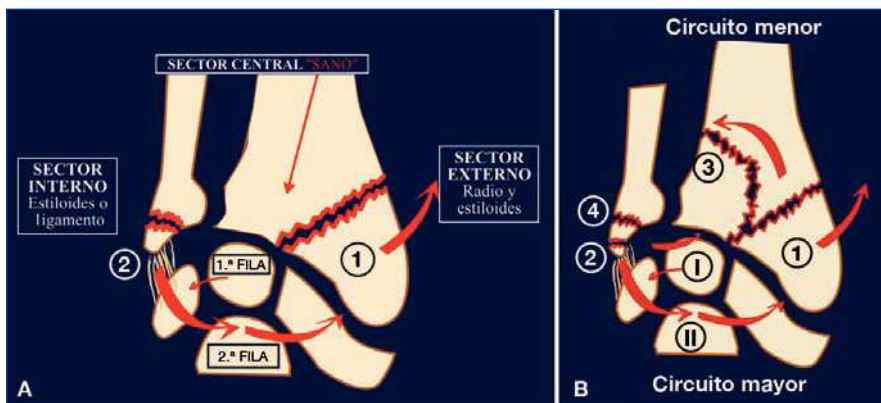 SECTOR CENTRAL "SANO"
SECTOR
INTERNO
Estiloides o
ligamento
SECTOR
EXTERNO
Radio y
estiloides
2
1
1.ª FILA
2.ª FILA
A
Circuito menor
3
4
2
1
I
II
B
Circuito mayor